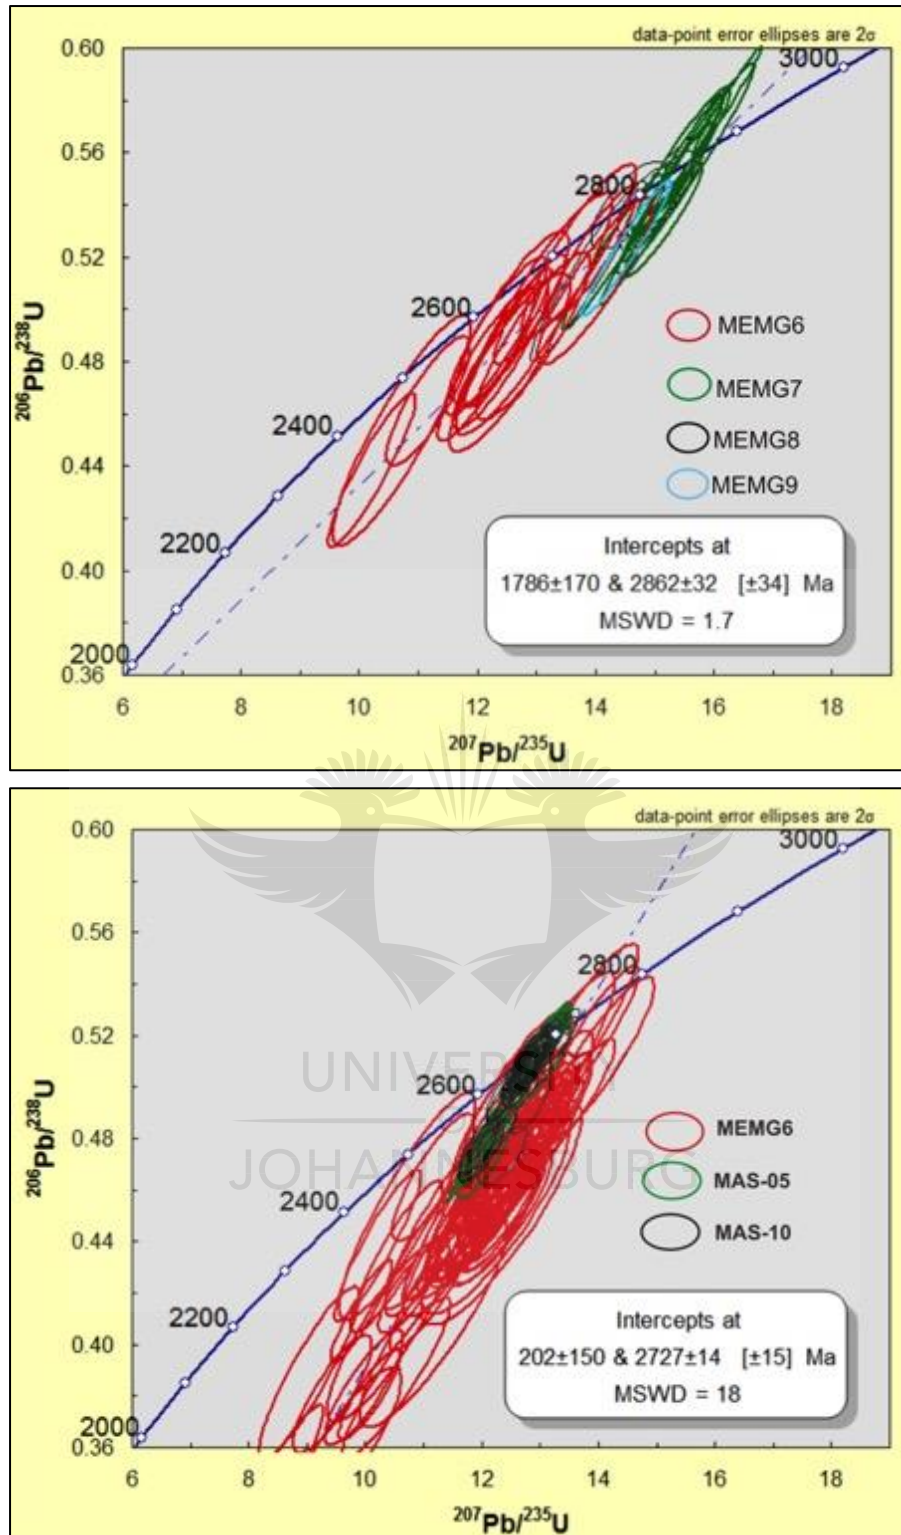 data-point error ellipses are 2σ
0.60
3000
0.56
2800
0.52
2600
0.48
2400
0.44
2200
0.40
2000
0.36
²⁰⁶Pb/²³⁸U
MEMG6
MEMG7
MEMG8
MEMG9
Intercepts at
1786±170 & 2862±32 [±34] Ma
MSWD = 1.7
6 8 10 12 14 16 18
²⁰⁷Pb/²³⁵U
data-point error ellipses are 2σ
0.60
3000
0.56
2800
0.52
2600
0.48
2400
0.44
2200
0.40
2000
0.36
²⁰⁶Pb/²³⁸U
UNIVERSITY
JOHANNESBURG
MEMG6
MAS-05
MAS-10
Intercepts at
202±150 & 2727±14 [±15] Ma
MSWD = 18
6 8 10 12 14 16 18
²⁰⁷Pb/²³⁵U